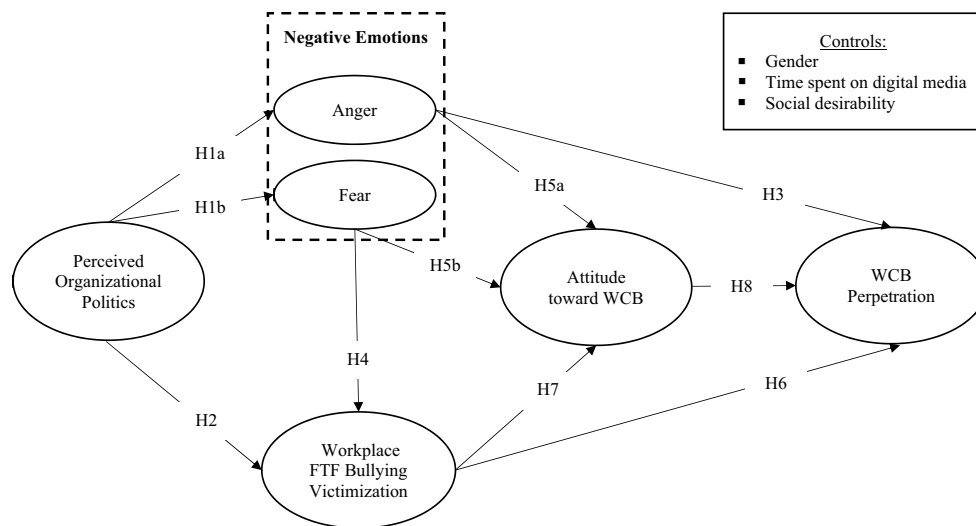 Negative Emotions
Controls:
▪ Gender
▪ Time spent on digital media
▪ Social desirability
Anger
H1a
Fear
H5a
H3
H1b
Perceived
Organizational
Politics
H5b
Attitude
toward WCB
H8
WCB
Perpetration
H4
H7
H6
H2
Workplace
FTF Bullying
Victimization